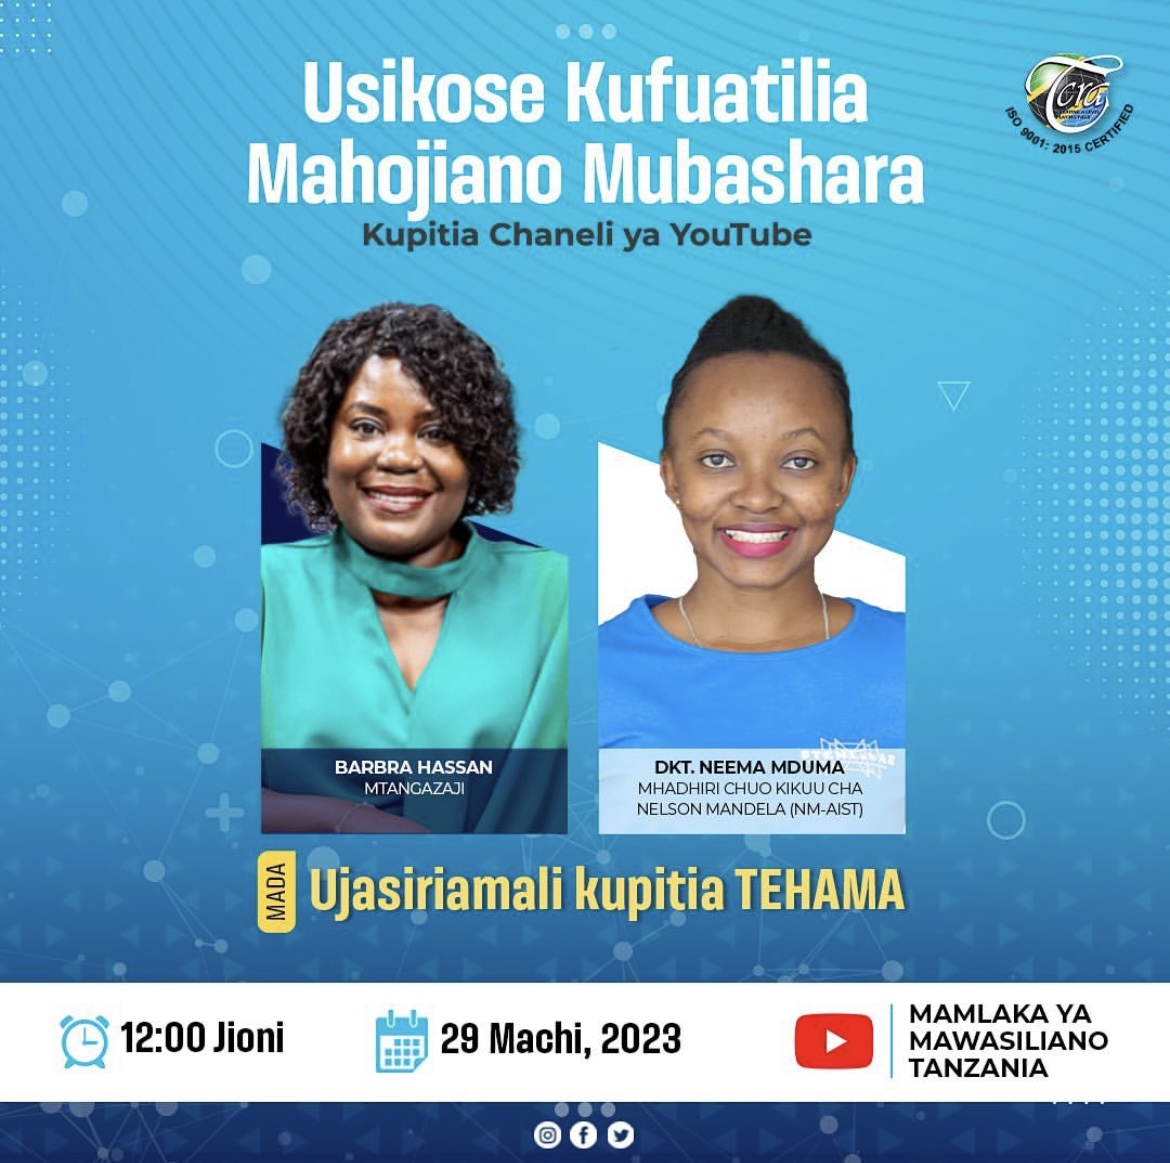 Usikose Kufuatilia
Mahojiano Mubashara
Kupitia Chaneli ya YouTube
Tcra
ISO 9001: 2015 CERTIFIED
BARBRA HASSAN
MTANGAZAJI
DKT. NEEMA MDUMA
MHADHIRI CHUO KIKUU CHA
NELSON MANDELA (NM-AIST)
MADA
Ujasiriamali kupitia TEHAMA
12:00 Jioni
29 Machi, 2023
MAMLAKA YA
MAWASILIANO
TANZANIA